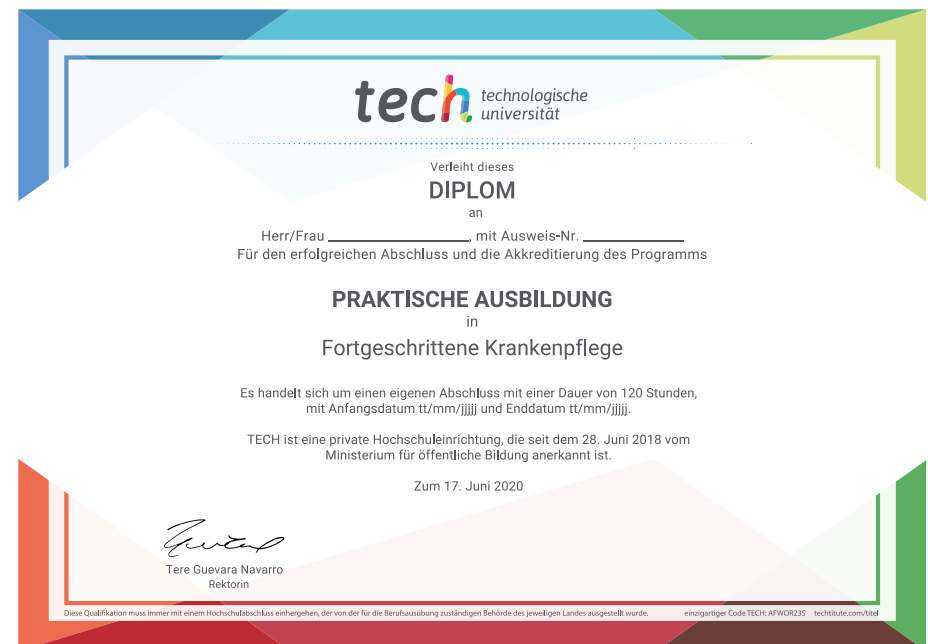 tech technologische
universität
Verleiht dieses
DIPLOM
an
Herr/Frau ____________________, mit Ausweis-Nr. ______________
Für den erfolgreichen Abschluss und die Akkreditierung des Programms
PRAKTISCHE AUSBILDUNG
in
Fortgeschrittene Krankenpflege
Es handelt sich um einen eigenen Abschluss mit einer Dauer von 120 Stunden,
mit Anfangsdatum tt/mm/jjjjj und Enddatum tt/mm/jjjjj.
TECH ist eine private Hochschuleinrichtung, die seit dem 28. Juni 2018 vom
Ministerium für öffentliche Bildung anerkannt ist.
Zum 17. Juni 2020
Tere Guevara Navarro
Rektorin
Diese Qualifikation muss immer mit einem Hochschulabschluss einhergehen, der von der für die Berufsausübung zuständigen Behörde des jeweiligen Landes ausgestellt wurde. einzigartiger Code TECH: AFWOR23S techtitute.com/titel